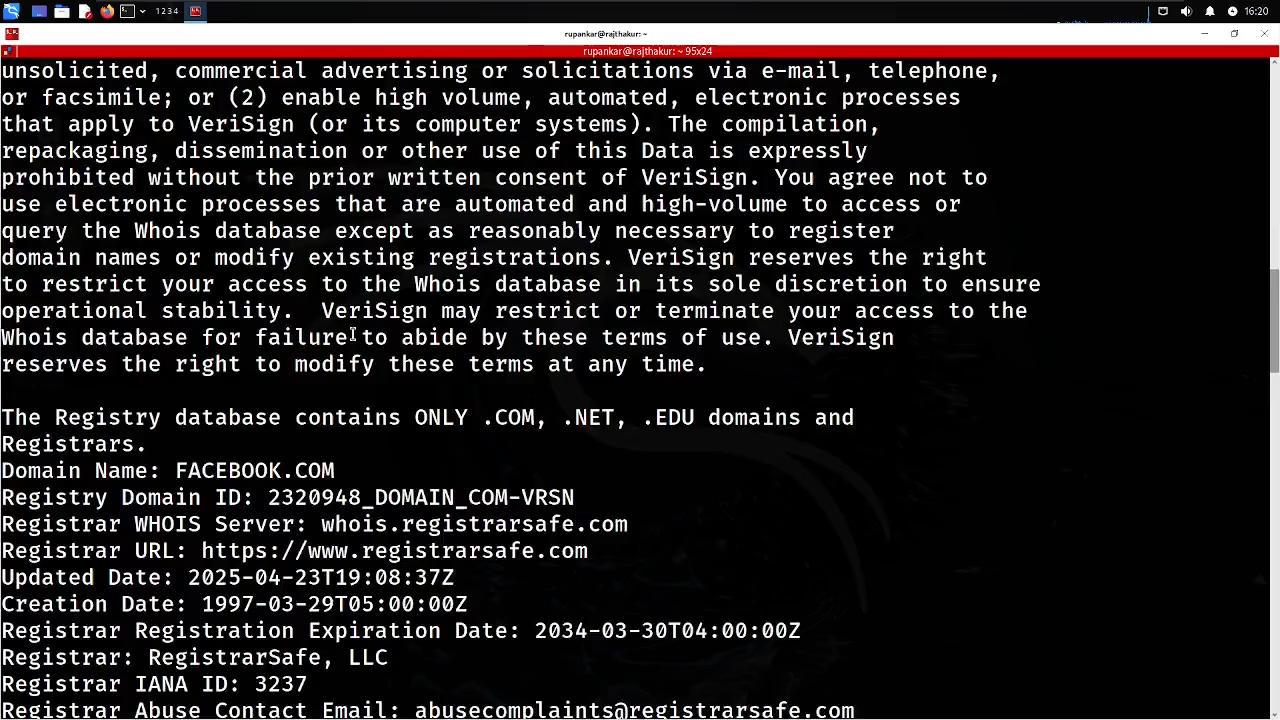 1 2 3 4
16:20
rupankar@rajthakur: ~
rupankar@rajthakur: ~ 95x24
unsolicited, commercial advertising or solicitations via e-mail, telephone,
or facsimile; or (2) enable high volume, automated, electronic processes
that apply to VeriSign (or its computer systems). The compilation,
repackaging, dissemination or other use of this Data is expressly
prohibited without the prior written consent of VeriSign. You agree not to
use electronic processes that are automated and high-volume to access or
query the Whois database except as reasonably necessary to register
domain names or modify existing registrations. VeriSign reserves the right
to restrict your access to the Whois database in its sole discretion to ensure
operational stability.  VeriSign may restrict or terminate your access to the
Whois database for failure to abide by these terms of use. VeriSign
reserves the right to modify these terms at any time.
The Registry database contains ONLY .COM, .NET, .EDU domains and
Registrars.
Domain Name: FACEBOOK.COM
Registry Domain ID: 2320948_DOMAIN_COM-VRSN
Registrar WHOIS Server: whois.registrarsafe.com
Registrar URL: https://www.registrarsafe.com
Updated Date: 2025-04-23T19:08:37Z
Creation Date: 1997-03-29T05:00:00Z
Registrar Registration Expiration Date: 2034-03-30T04:00:00Z
Registrar: RegistrarSafe, LLC
Registrar IANA ID: 3237
Registrar Abuse Contact Email: abusecomplaints@registrarsafe.com